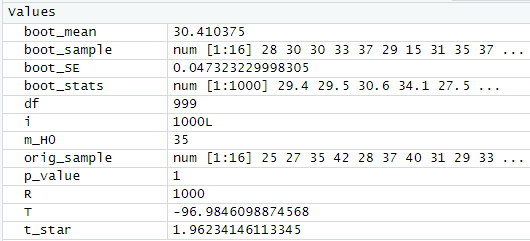 Values
boot_mean 30.410375
boot_sample num [1:16] 28 30 30 33 37 29 15 31 35 37 ...
boot_SE 0.047323229998305
boot_stats num [1:1000] 29.4 29.5 30.6 34.1 27.5 ...
df 999
i 1000L
m_H0 35
orig_sample num [1:16] 25 27 35 42 28 37 40 31 29 33 ...
p_value 1
R 1000
T -96.9846098874568
t_star 1.96234146113345